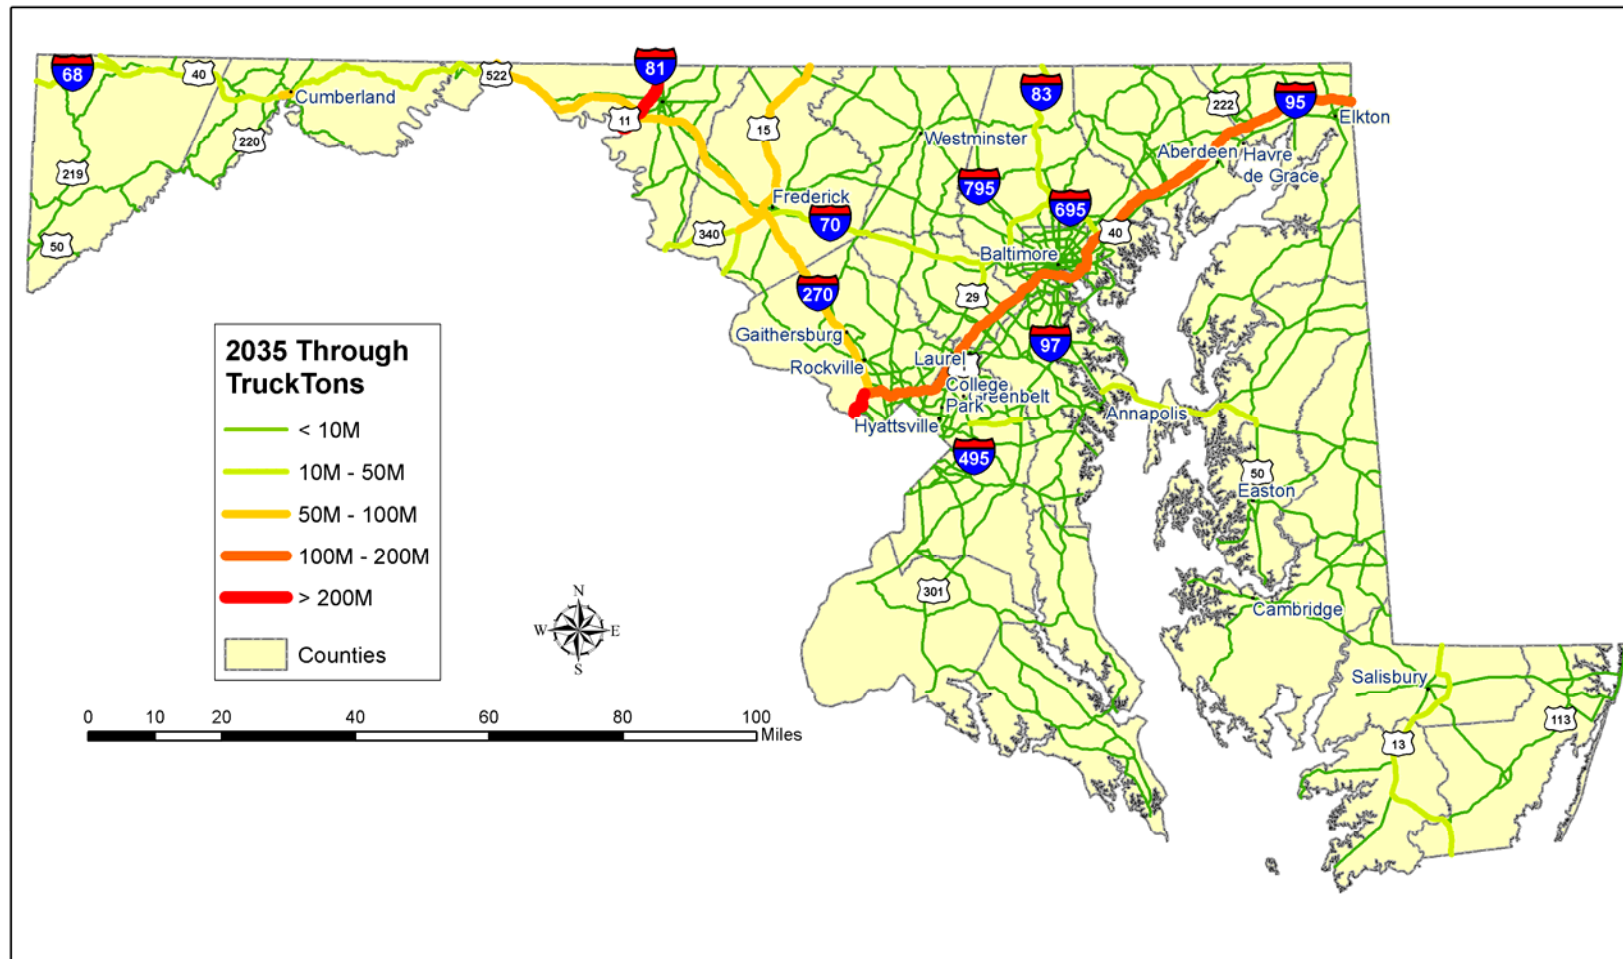 68
40
Cumberland
522
81
11
15
83
222
95
Elkton
Westminster
Aberdeen
Havre
de Grace
220
219
50
795
695
Frederick
70
340
40
Baltimore
270
29
Gaithersburg
97
Rockville
Laurel
College
Park
Greenbelt
Annapolis
Hyattsville
495
50
Easton
301
Cambridge
Salisbury
113
13
2035 Through
TruckTons
< 10M
10M - 50M
50M - 100M
100M - 200M
> 200M
Counties
N
W E
S
0 10 20 40 60 80 100
Miles